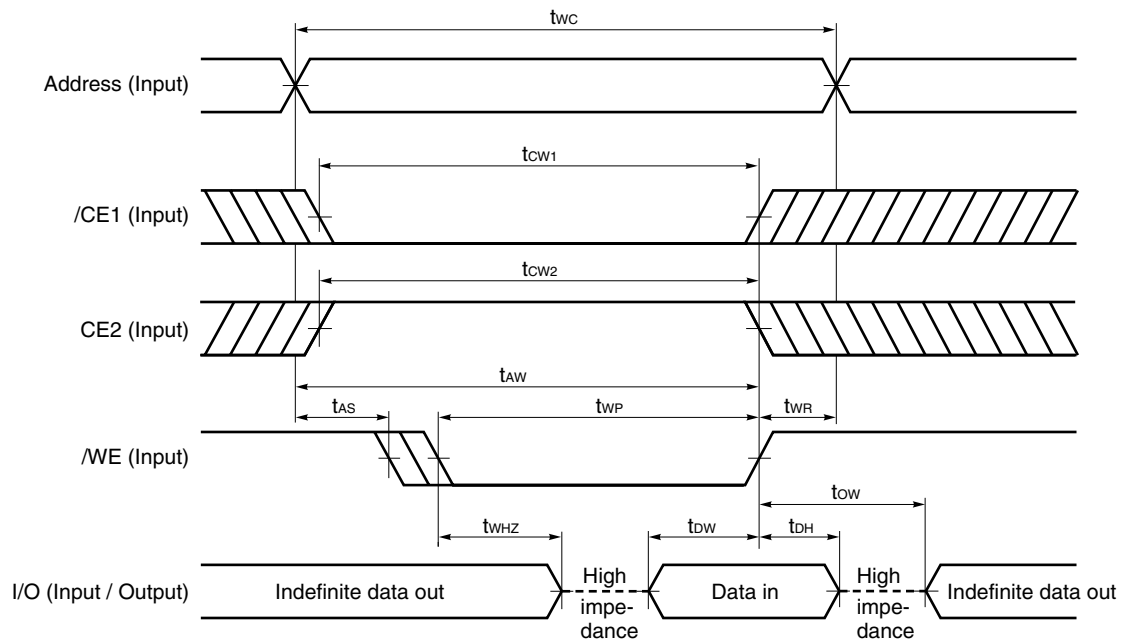 tWC
Address (Input)
tCW1
/CE1 (Input)
tCW2
CE2 (Input)
tAW
tAS
tWP
tWR
/WE (Input)
tOW
tWHZ
tDW
tDH
I/O (Input / Output)
Indefinite data out
High
impe-
dance
Data in
High
impe-
dance
Indefinite data out